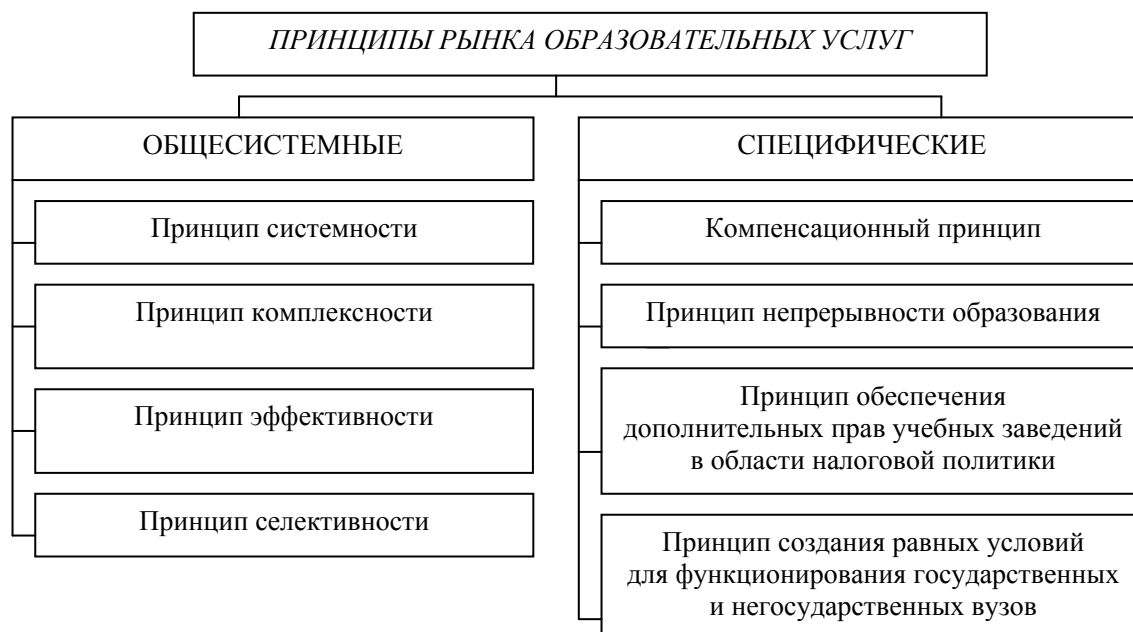 ПРИНЦИПЫ РЫНКА ОБРАЗОВАТЕЛЬНЫХ УСЛУГ
ОБЩЕСИСТЕМНЫЕ
Принцип системности
Принцип комплексности
Принцип эффективности
Принцип селективности
СПЕЦИФИЧЕСКИЕ
Компенсационный принцип
Принцип непрерывности образования
Принцип обеспечения
дополнительных прав учебных заведений
в области налоговой политики
Принцип создания равных условий
для функционирования государственных
и негосударственных вузов